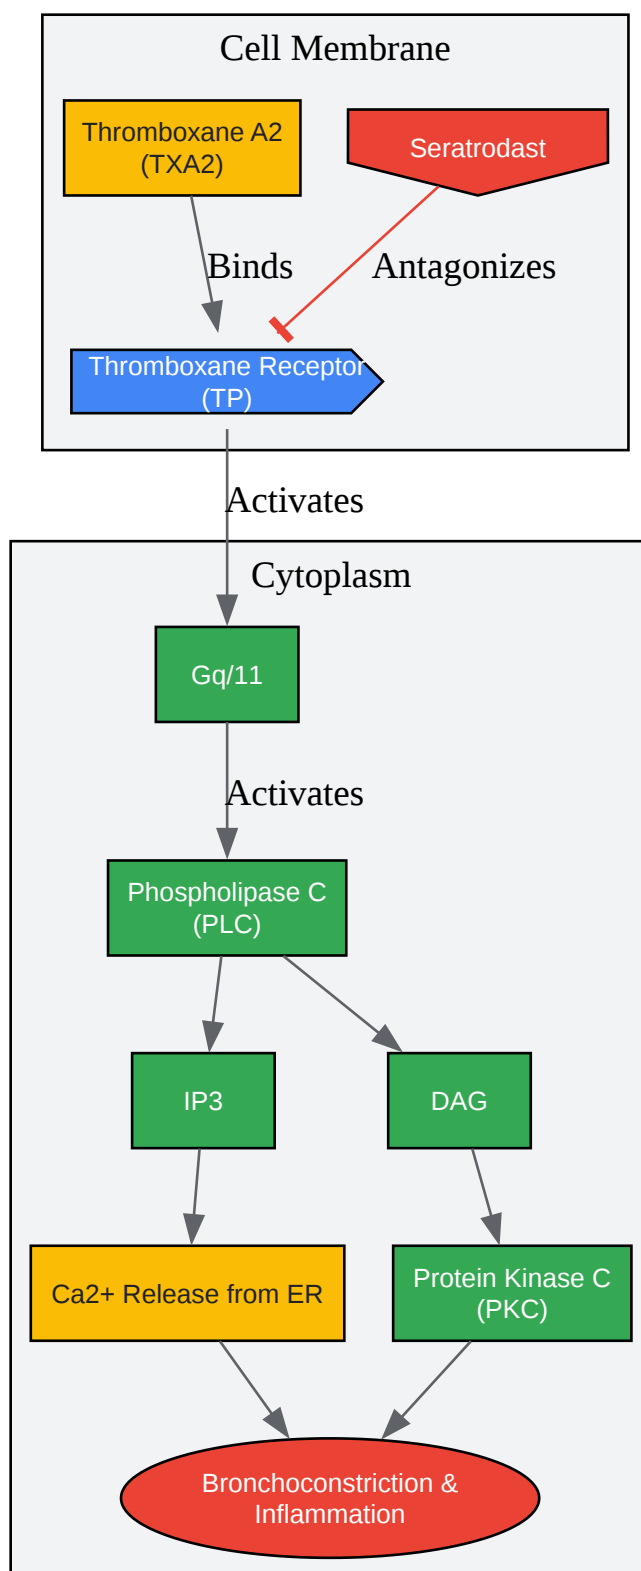 Cell Membrane
Thromboxane A2
(TXA2)
Seratrodast
Binds
Antagonizes
Thromboxane Receptor
(TP)
Activates
Cytoplasm
Gq/11
Activates
Phospholipase C
(PLC)
IP3
DAG
Ca2+ Release from ER
Protein Kinase C
(PKC)
Bronchoconstriction &
Inflammation